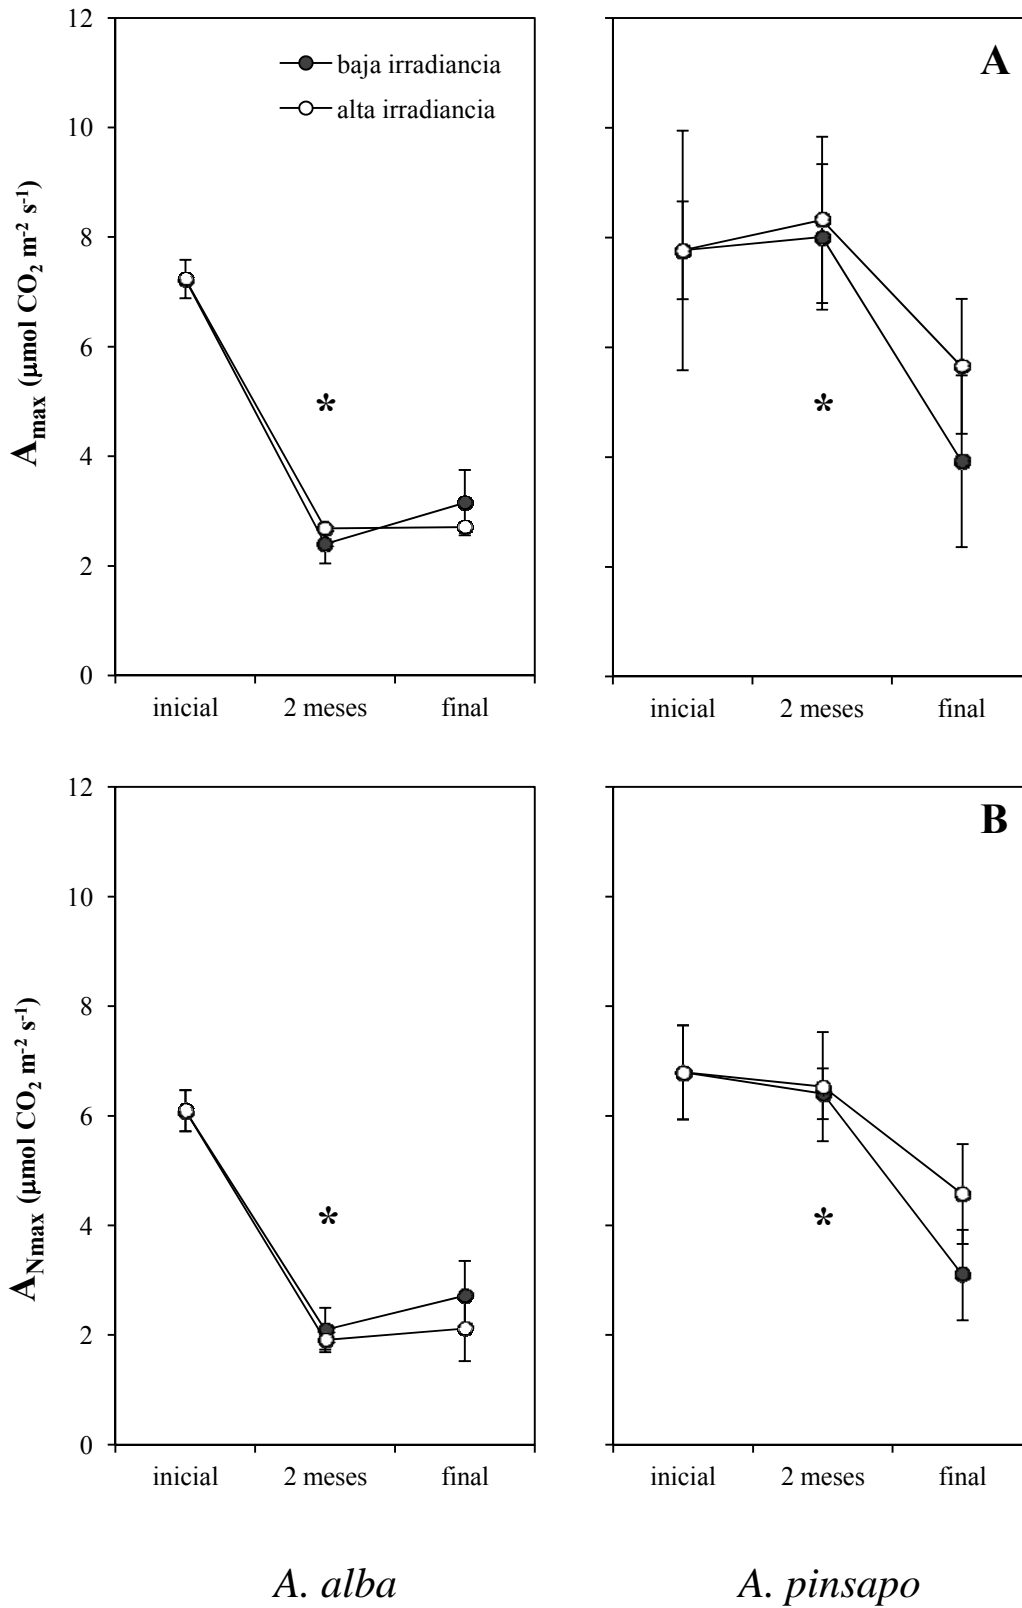 A
baja irradiancia
alta irradiancia
12
10
8
6
4
2
0
Amax (µmol CO2 m-2 s-1)
*
*
inicial 2 meses final
inicial 2 meses final
B
12
10
8
6
4
2
0
ANmax (µmol CO2 m-2 s-1)
*
*
inicial 2 meses final
inicial 2 meses final
A. alba
A. pinsapo